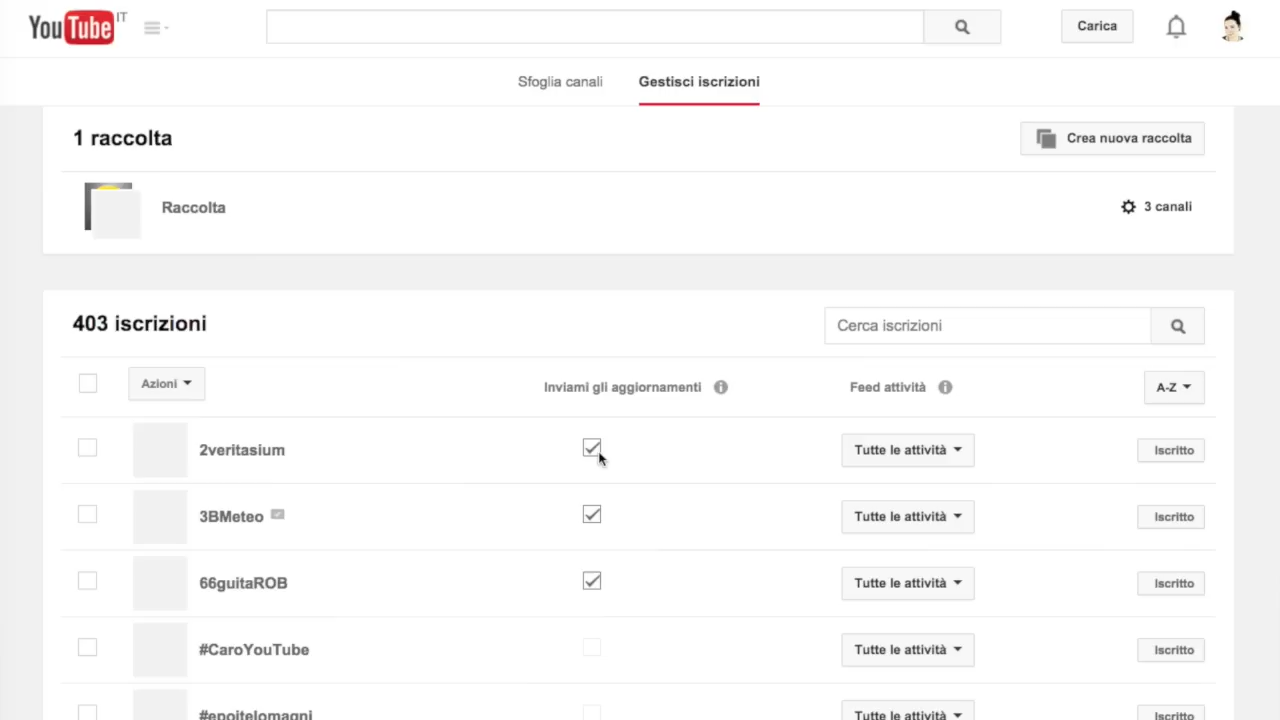 YouTube IT
Carica
Sfoglia canali
Gestisci iscrizioni
1 raccolta
Crea nuova raccolta
Raccolta
3 canali
403 iscrizioni
Cerca iscrizioni
Azioni
Inviami gli aggiornamenti
Feed attività
A-Z
2veritasium
Tutte le attività
Iscritto
3BMeteo
Tutte le attività
Iscritto
66guitaROB
Tutte le attività
Iscritto
#CaroYouTube
Tutte le attività
Iscritto
#epoitelomagni
Tutte le attività
Iscritto